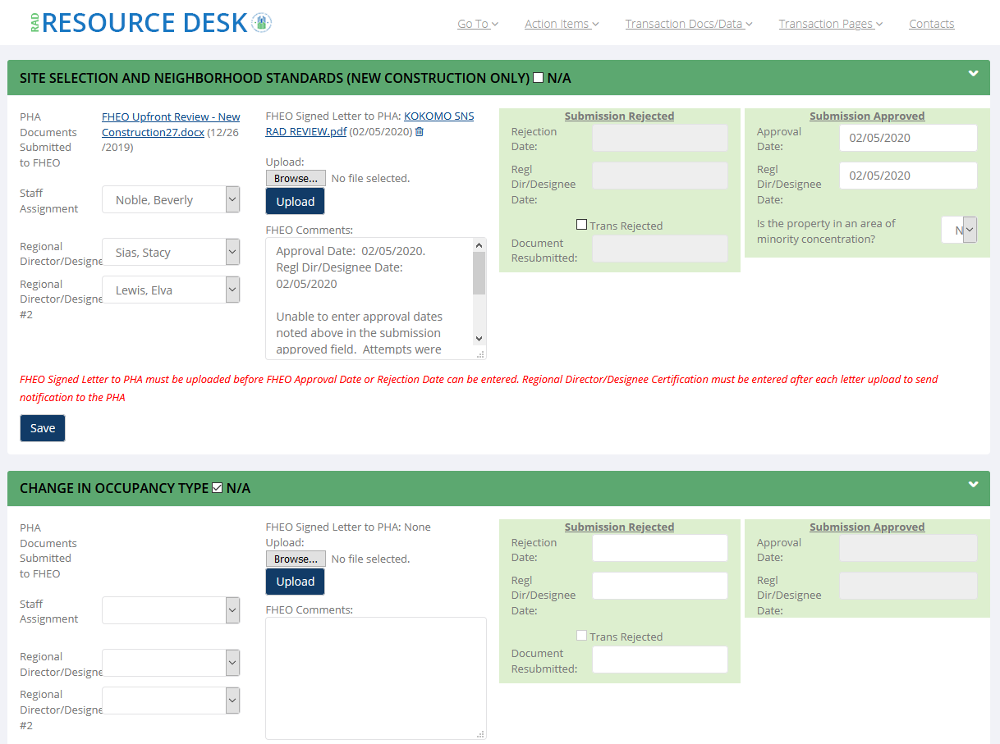 RAD RESOURCE DESK
Go To
Action Items
Transaction Docs/Data
Transaction Pages
Contacts
SITE SELECTION AND NEIGHBORHOOD STANDARDS (NEW CONSTRUCTION ONLY) N/A
PHA
Documents
Submitted
to FHEO
FHEO Upfront Review - New
Construction27.docx (12/26
/2019)
Staff
Assignment
Noble, Beverly
Regional
Director/Designe
Sias, Stacy
Regional
Director/Designe
#2
Lewis, Elva
FHEO Signed Letter to PHA: KOKOMO SNS
RAD REVIEW.pdf (02/05/2020)
Upload:
Browse... No file selected.
Upload
FHEO Comments:
Approval Date:  02/05/2020.
Regl Dir/Designee Date:
02/05/2020
Unable to enter approval dates
noted above in the submission
approved field.  Attempts were
Submission Rejected
Rejection
Date:
Regl
Dir/Designee
Date:
Trans Rejected
Document
Resubmitted:
Submission Approved
Approval
Date:
02/05/2020
Regl
Dir/Designee
Date:
02/05/2020
Is the property in an area of
minority concentration?
N
FHEO Signed Letter to PHA must be uploaded before FHEO Approval Date or Rejection Date can be entered. Regional Director/Designee Certification must be entered after each letter upload to send
notification to the PHA
Save
CHANGE IN OCCUPANCY TYPE N/A
PHA
Documents
Submitted
to FHEO
Staff
Assignment
Regional
Director/Designe
Regional
Director/Designe
#2
FHEO Signed Letter to PHA: None
Upload:
Browse... No file selected.
Upload
FHEO Comments:
Submission Rejected
Rejection
Date:
Regl
Dir/Designee
Date:
Trans Rejected
Document
Resubmitted:
Submission Approved
Approval
Date:
Regl
Dir/Designee
Date: